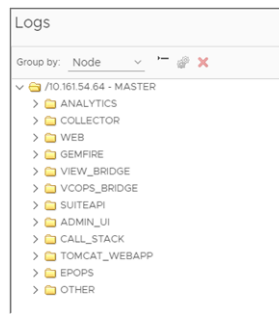 Logs
Group by: Node
/10.161.54.64 - MASTER
ANALYTICS
COLLECTOR
WEB
GEMFIRE
VIEW_BRIDGE
VCOPS_BRIDGE
SUITEAPI
ADMIN_UI
CALL_STACK
TOMCAT_WEBAPP
EPOPS
OTHER